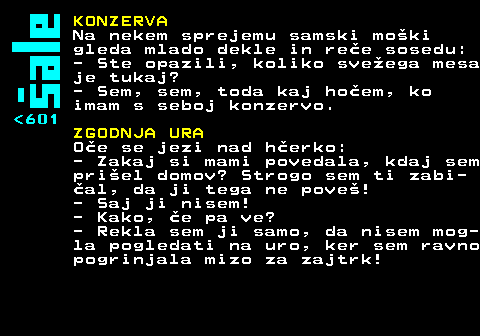 šale
<601
KONZERVA
Na nekem sprejemu samski moški
gleda mlado dekle in reče sosedu:
- Ste opazili, koliko svežega mesa
je tukaj?
- Sem, sem, toda kaj hočem, ko
imam s seboj konzervo.
ZGODNJA URA
Oče se jezi nad hčerko:
- Zakaj si mami povedala, kdaj sem
prišel domov? Strogo sem ti zabi-
čal, da ji tega ne poveš!
- Saj ji nisem!
- Kako, če pa ve?
- Rekla sem ji samo, da nisem mog-
la pogledati na uro, ker sem ravno
pogrinjala mizo za zajtrk!